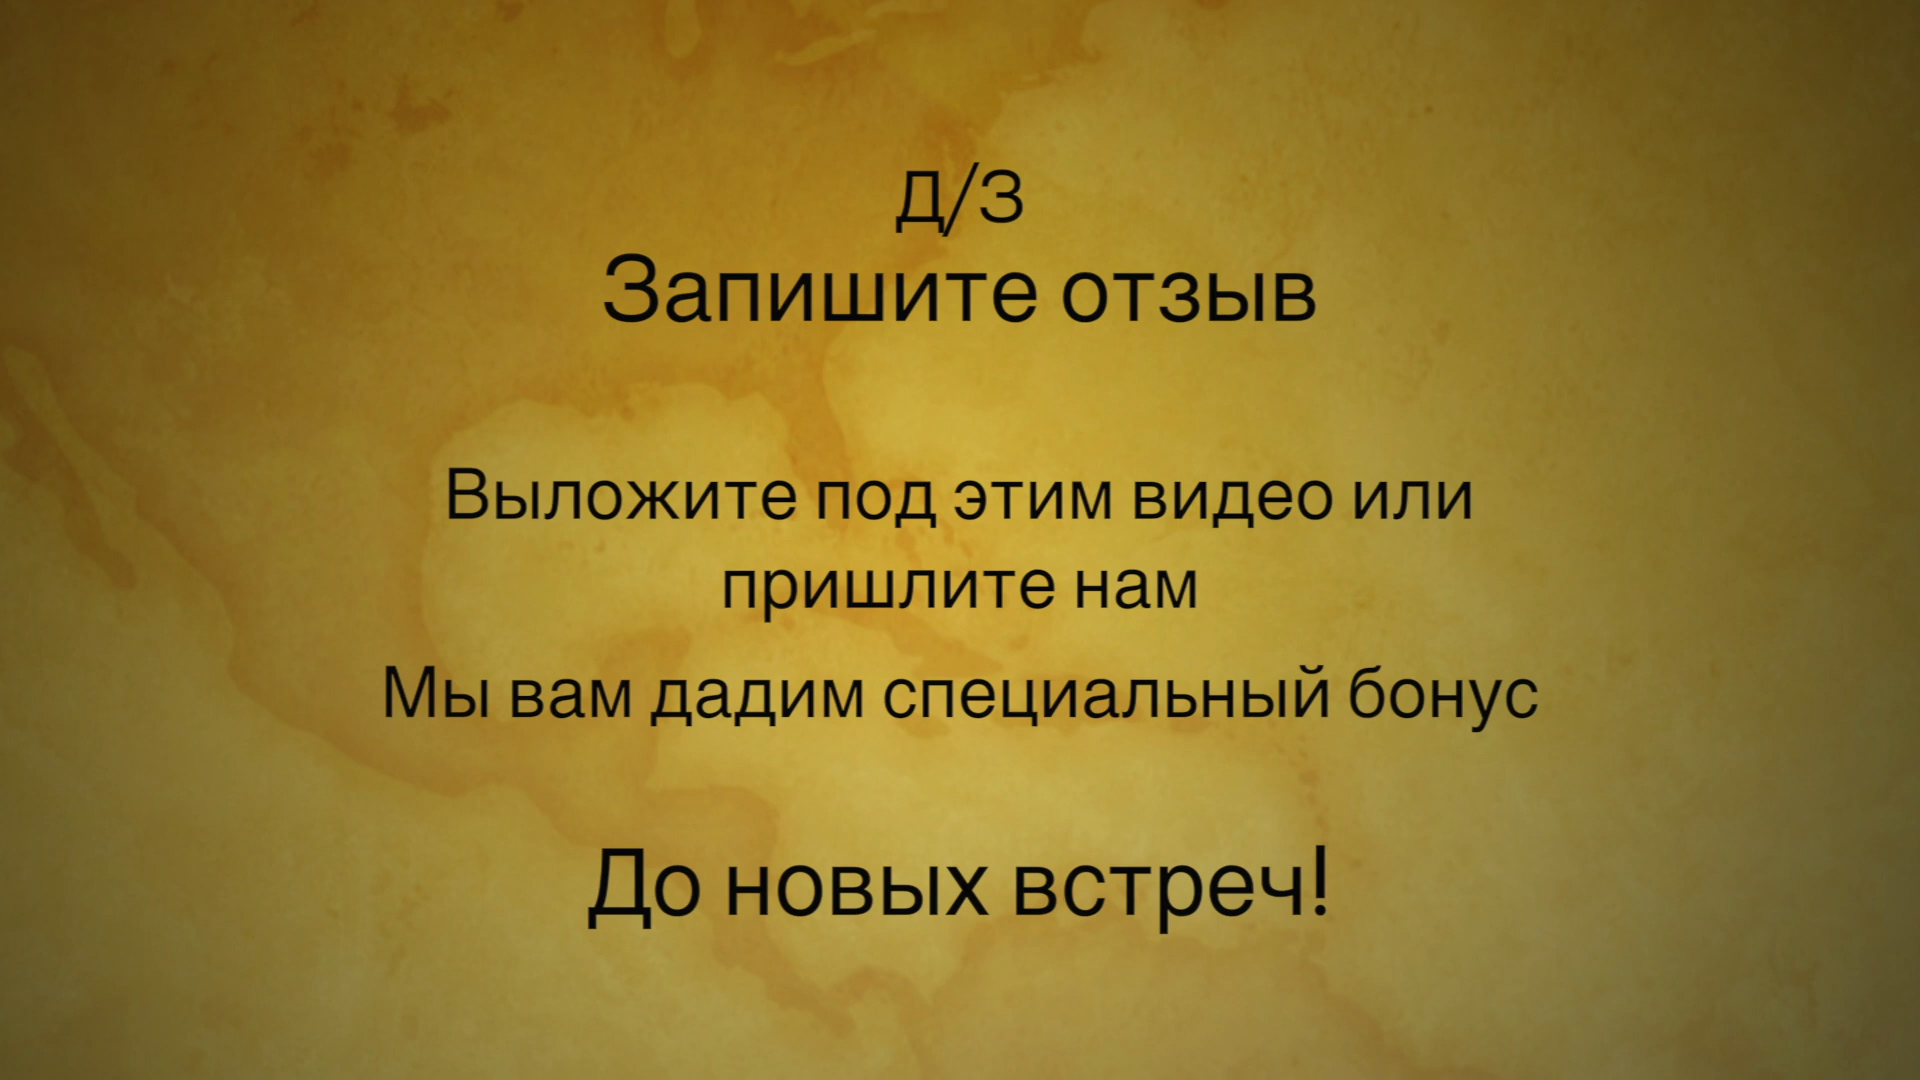 Д/З
Запишите отзыв
Выложите под этим видео или
пришлите нам
Мы вам дадим специальный бонус
До новых встреч!